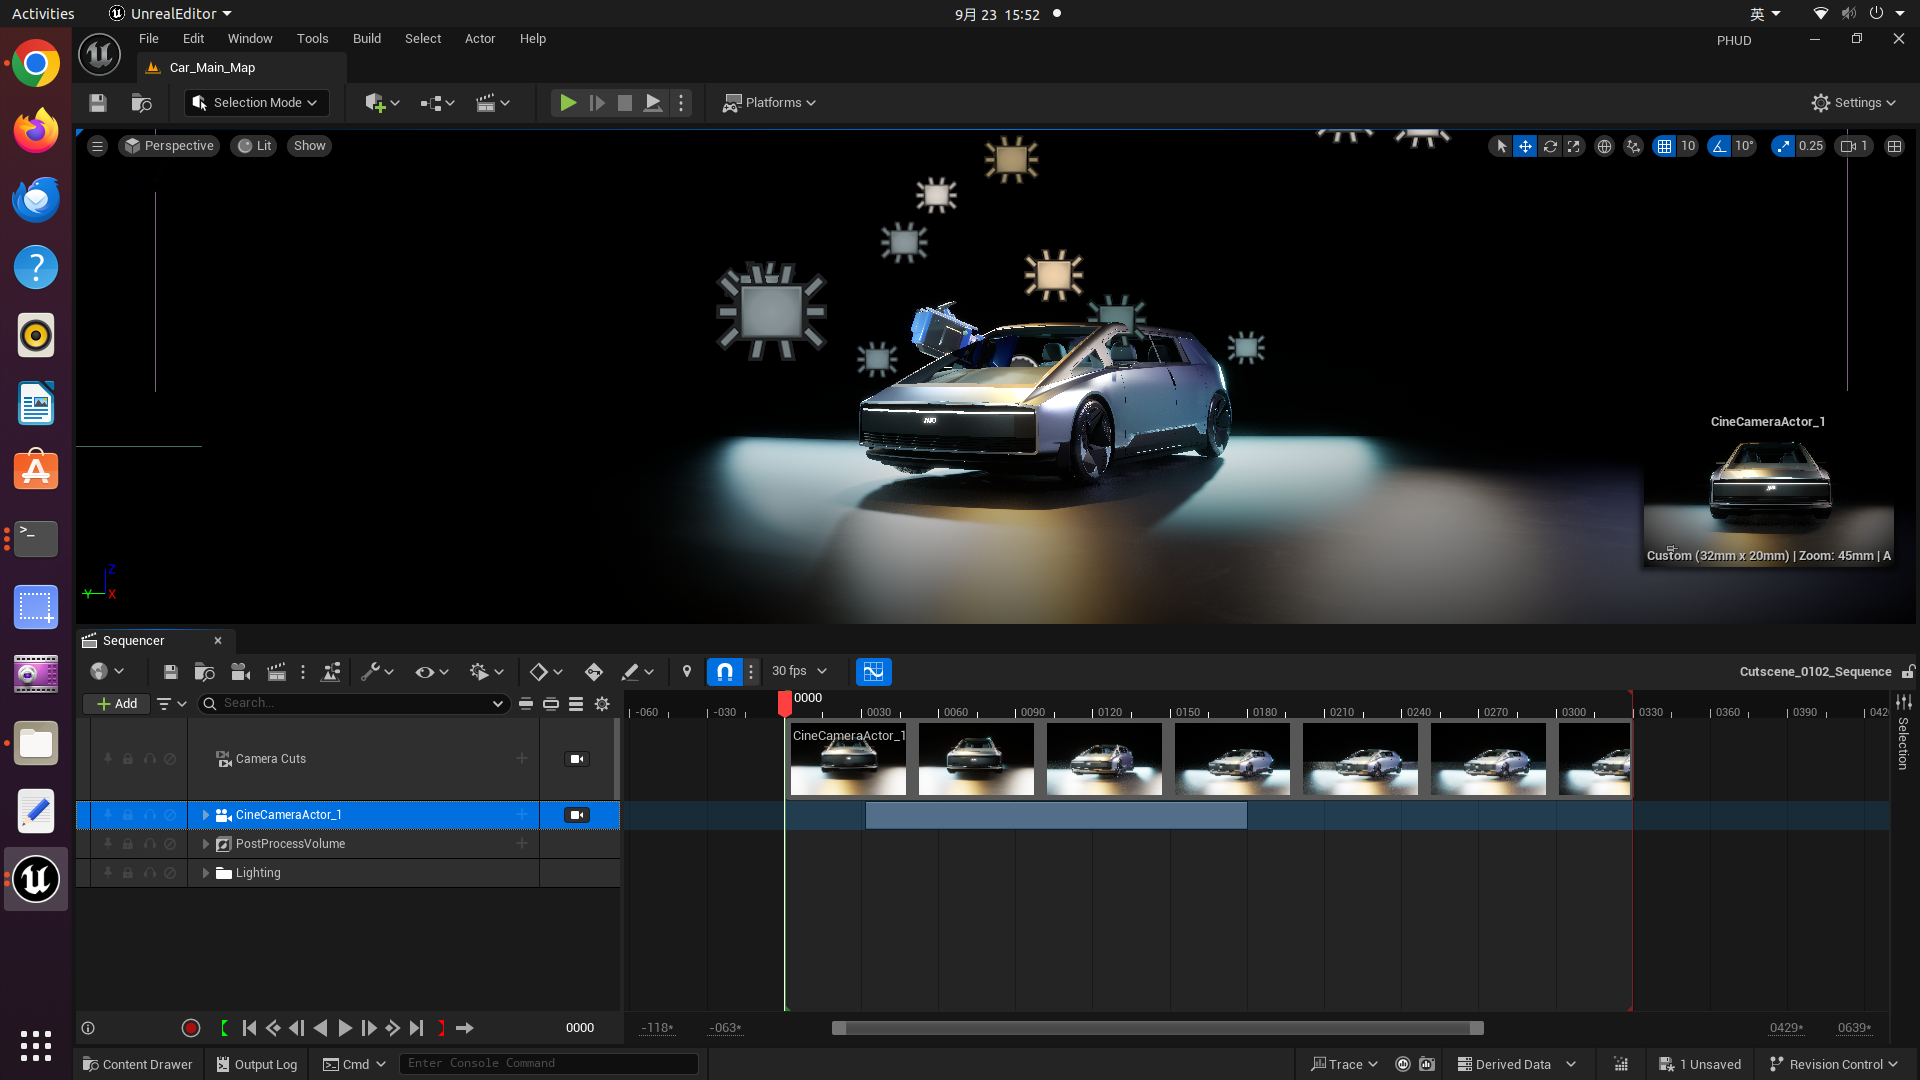 Activities
UnrealEditor
9月 23 15:52
英
File Edit Window Tools Build Select Actor Help
PHUD
Car_Main_Map
Selection Mode
Platforms
Settings
Perspective
Lit
Show
10
10°
0.25
1
CineCameraActor_1
Custom (32mm x 20mm) | Zoom: 45mm | A
Z
Y
X
Sequencer
30 fps
Cutscene_0102_Sequence
Add
Search...
0000
-060 -030 0030 0060 0090 0120 0150 0180 0210 0240 0270 0300 0330 0360 0390 042
Selection
Camera Cuts
CineCameraActor_1
CineCameraActor_1
PostProcessVolume
Lighting
0000
-118*
-063*
0429*
0639*
Content Drawer
Output Log
Cmd
Enter Console Command
Trace
Derived Data
1 Unsaved
Revision Control